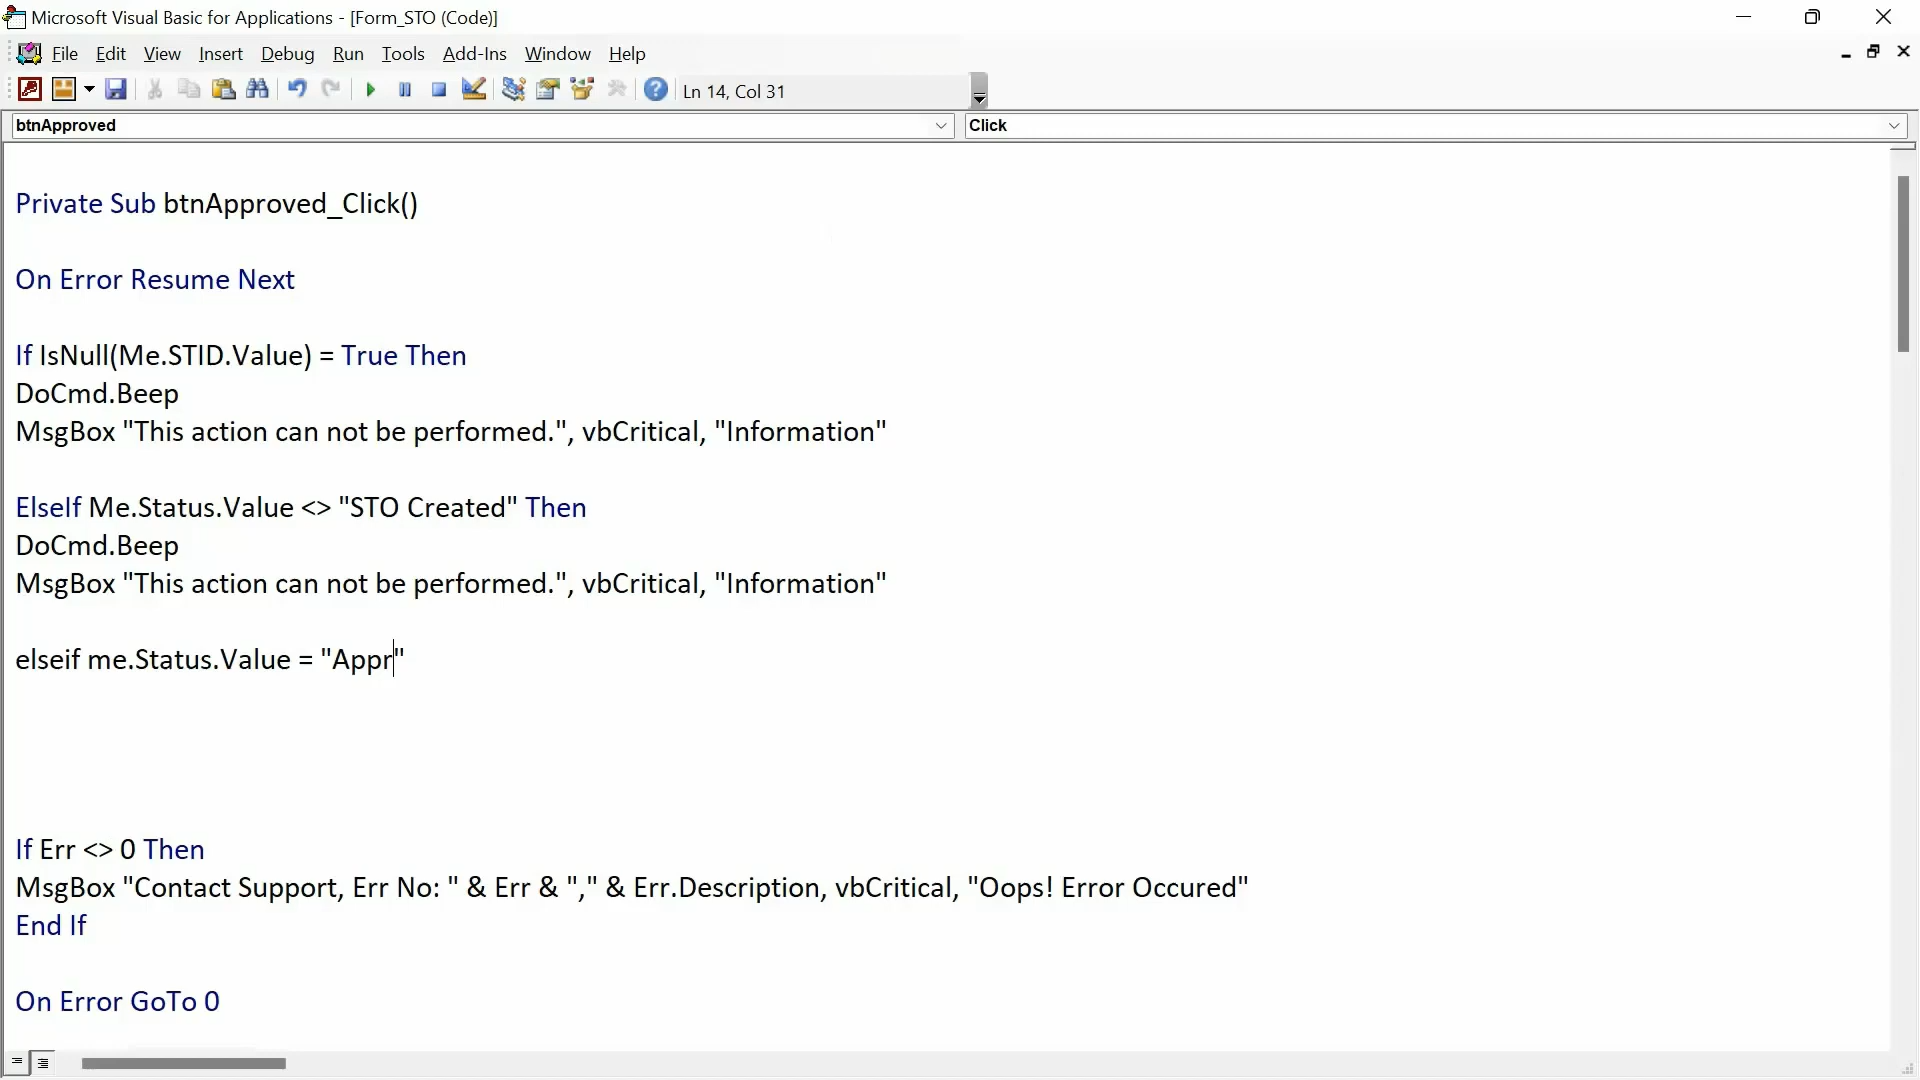 Microsoft Visual Basic for Applications - [Form_STO (Code)]
File Edit View Insert Debug Run Tools Add-Ins Window Help
Ln 14, Col 31
btnApproved Click
Private Sub btnApproved_Click()
On Error Resume Next
If IsNull(Me.STID.Value) = True Then
DoCmd.Beep
MsgBox "This action can not be performed.", vbCritical, "Information"
ElseIf Me.Status.Value <> "STO Created" Then
DoCmd.Beep
MsgBox "This action can not be performed.", vbCritical, "Information"
elseif me.Status.Value = "Appr"
If Err <> 0 Then
MsgBox "Contact Support, Err No: " & Err & "," & Err.Description, vbCritical, "Oops! Error Occured"
End If
On Error GoTo 0